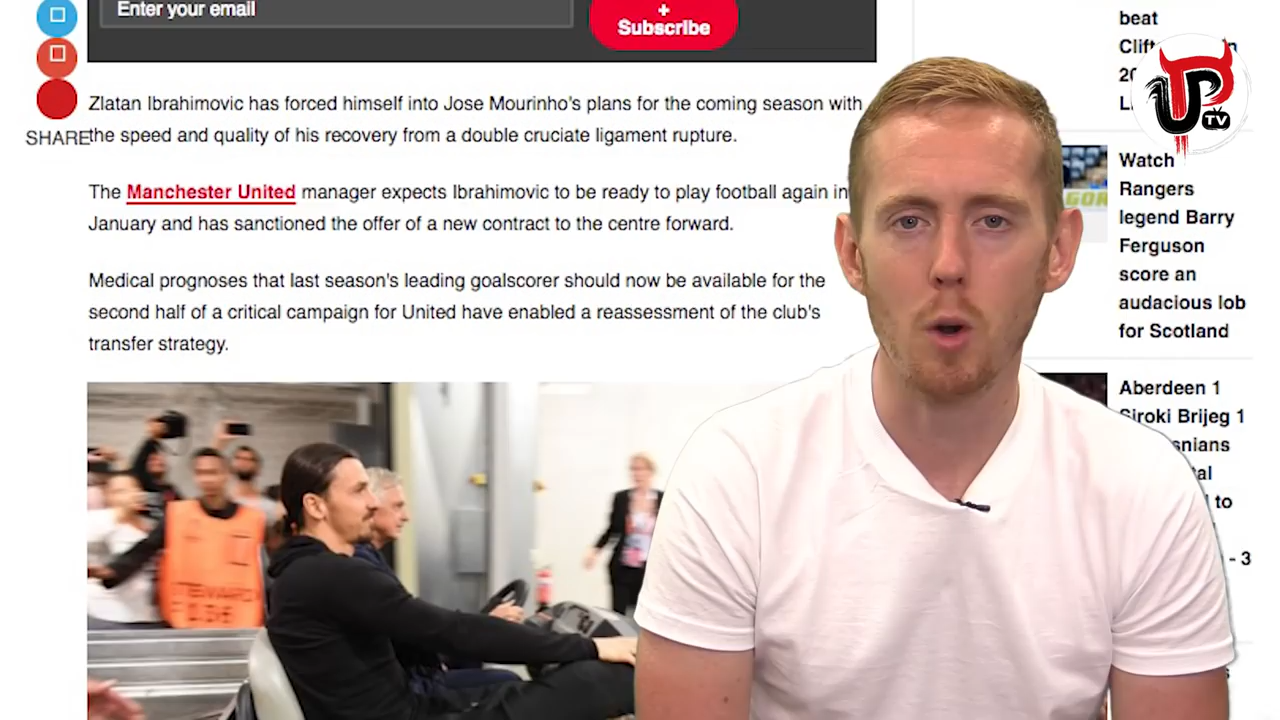 Enter your email
+
Subscribe
SHARE
Zlatan Ibrahimovic has forced himself into Jose Mourinho's plans for the coming season with
the speed and quality of his recovery from a double cruciate ligament rupture.
The Manchester United manager expects Ibrahimovic to be ready to play football again in
January and has sanctioned the offer of a new contract to the centre forward.
Medical prognoses that last season's leading goalscorer should now be available for the
second half of a critical campaign for United have enabled a reassessment of the club's
transfer strategy.
beat
UP
TV
Watch
Rangers
legend Barry
Ferguson
score an
audacious lob
for Scotland
Aberdeen 1
Siroki Brijeg 1
to
- 3